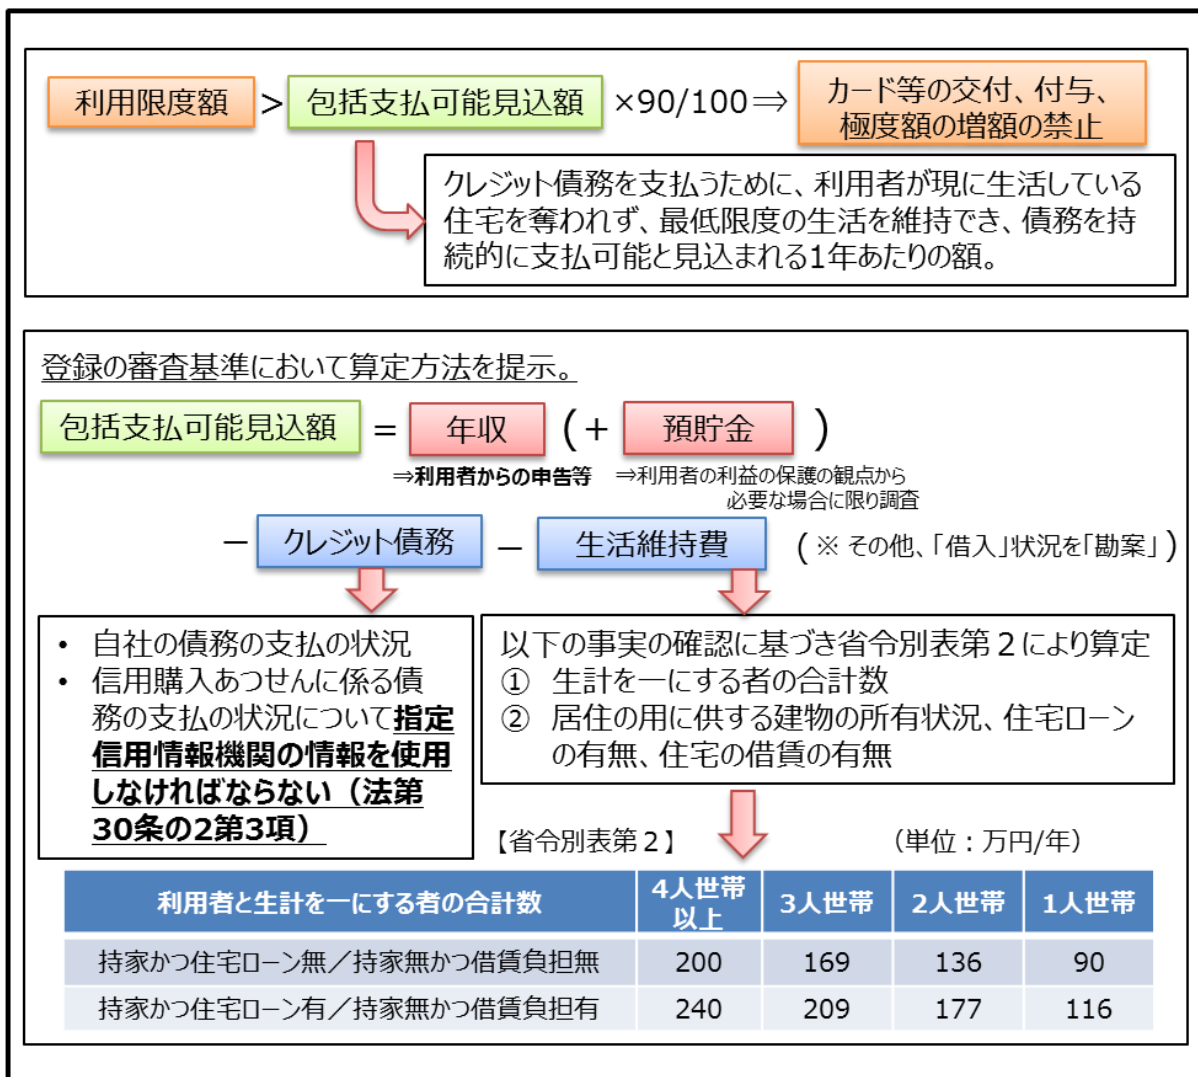 利用限度額 > 包括支払可能見込額 ×90/100⇒ カード等の交付、付与、
極度額の増額の禁止
クレジット債務を支払うために、利用者が現に生活している
住宅を奪われず、最低限度の生活を維持でき、債務を持
続的に支払可能と見込まれる1年あたりの額。
登録の審査基準において算定方法を提示。
包括支払可能見込額 = 年収 (+ 預貯金 )
⇒利用者からの申告等 ⇒利用者の利益の保護の観点から
必要な場合に限り調査
− クレジット債務 − 生活維持費 (※ その他、「借入」状況を「勘案」)
• 自社の債務の支払の状況
• 信用購入あつせんに係る債
務の支払の状況について指定
信用情報機関の情報を使用
しなければならない（法第
30条の2第3項）
以下の事実の確認に基づき省令別表第２により算定
① 生計を一にする者の合計数
② 居住の用に供する建物の所有状況、住宅ローン
の有無、住宅の借賃の有無
【省令別表第２】 （単位：万円/年）
利用者と生計を一にする者の合計数 4人世帯以上 3人世帯 2人世帯 1人世帯
持家かつ住宅ローン無／持家無かつ借賃負担無 200 169 136 90
持家かつ住宅ローン有／持家無かつ借賃負担有 240 209 177 116